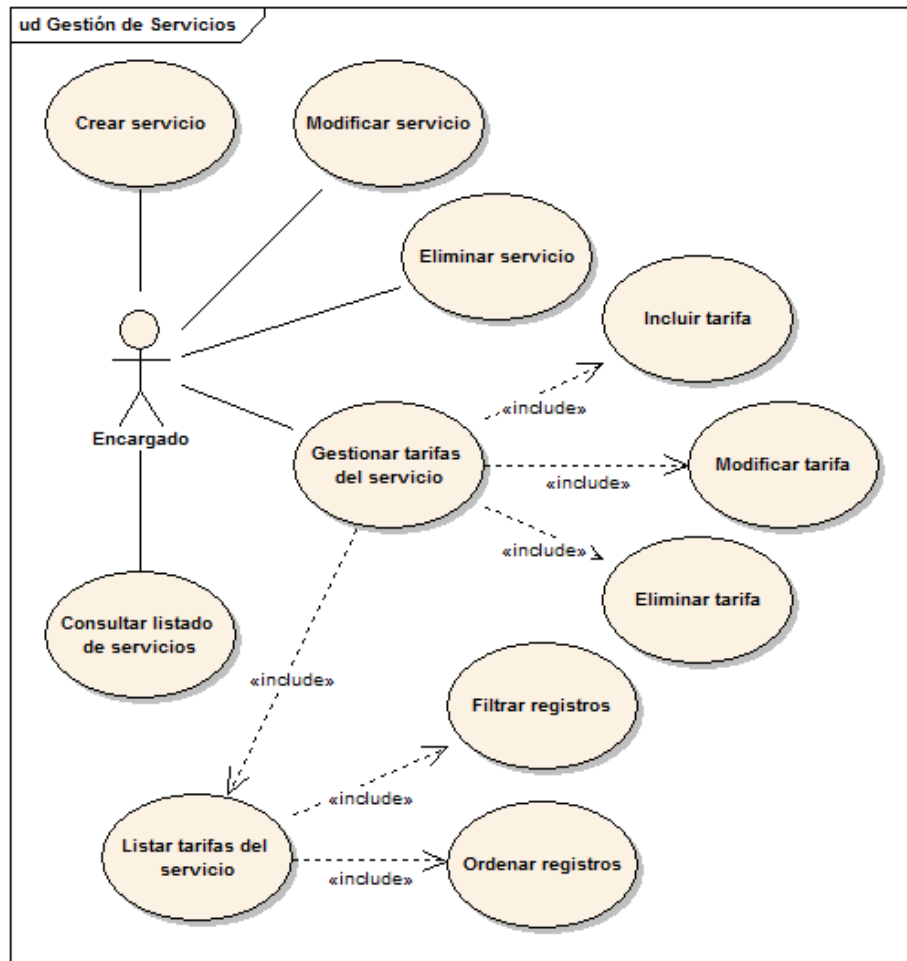 ud Gestión de Servicios
Crear servicio
Modificar servicio
Eliminar servicio
Incluir tarifa
«include»
Encargado
Gestionar tarifas
del servicio
«include»
Modificar tarifa
«include»
Eliminar tarifa
Consultar listado
de servicios
«include»
Filtrar registros
«include»
Listar tarifas del
servicio
«include»
Ordenar registros